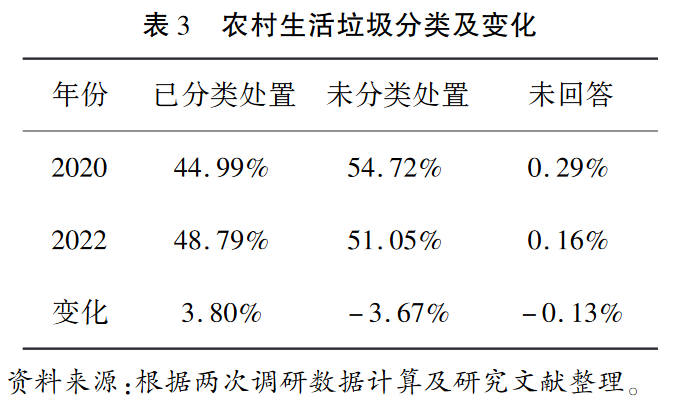 表 3 农村生活垃圾分类及变化
年份 已分类处置 未分类处置 未回答
2020 44.99% 54.72% 0.29%
2022 48.79% 51.05% 0.16%
变化 3.80% -3.67% -0.13%
资料来源:根据两次调研数据计算及研究文献整理。